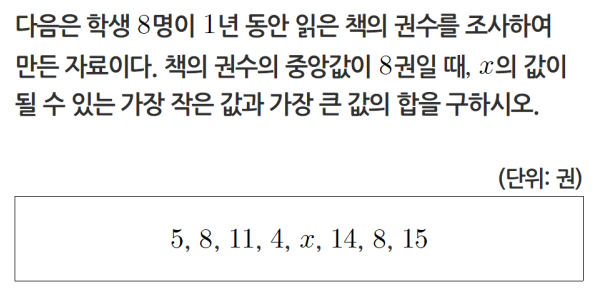 다음은 학생 8명이 1년 동안 읽은 책의 권수를 조사하여
만든 자료이다. 책의 권수의 중앙값이 8권일 때, x의 값이
될 수 있는 가장 작은 값과 가장 큰 값의 합을 구하시오.
(단위: 권)
5, 8, 11, 4, x, 14, 8, 15